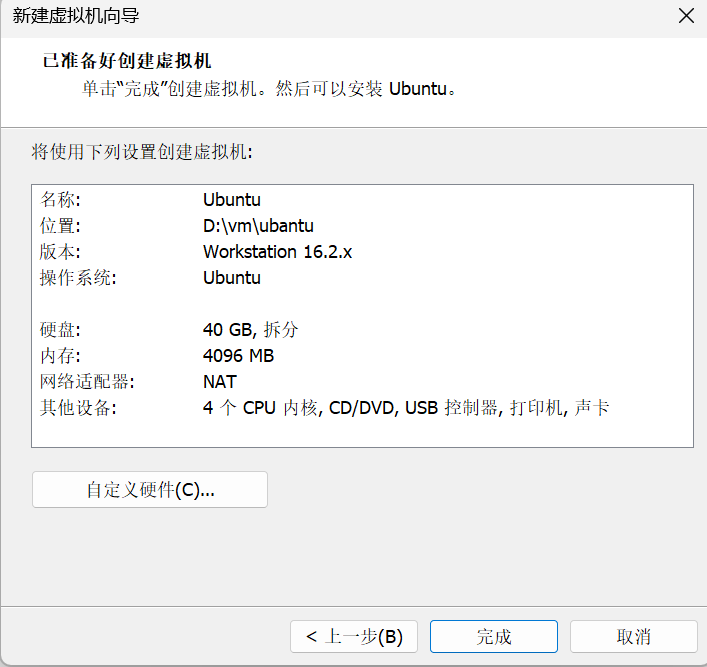 新建虚拟机向导
已准备好创建虚拟机
单击“完成”创建虚拟机。然后可以安装 Ubuntu。
将使用下列设置创建虚拟机:
名称: Ubuntu
位置: D:\vm\ubantu
版本: Workstation 16.2.x
操作系统: Ubuntu
硬盘: 40 GB, 拆分
内存: 4096 MB
网络适配器: NAT
其他设备: 4 个 CPU 内核, CD/DVD, USB 控制器, 打印机, 声卡
自定义硬件(C)...
< 上一步(B) 完成 取消